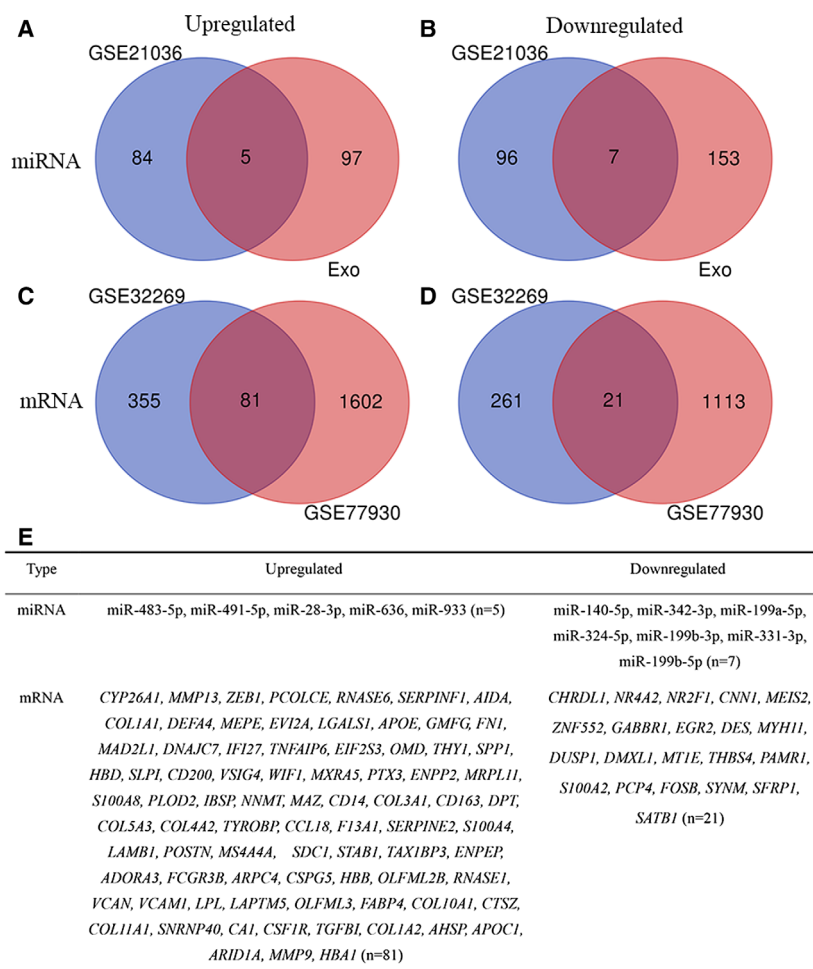 A Upregulated
B Downregulated
GSE21036
GSE21036
miRNA
84 5 97
96 7 153
Exo
Exo
C GSE32269
D GSE32269
mRNA
355 81 1602
261 21 1113
GSE77930
GSE77930
E
Type Upregulated Downregulated
miRNA miR-483-5p, miR-491-5p, miR-28-3p, miR-636, miR-933 (n=5)
miR-140-5p, miR-342-3p, miR-199a-5p,
miR-324-5p, miR-199b-3p, miR-331-3p,
miR-199b-5p (n=7)
mRNA
CYP26A1, MMP13, ZEB1, PCOLCE, RNASE6, SERPINF1, AIDA,
COL1A1, DEFA4, MEPE, EVI2A, LGALS1, APOE, GMFG, FN1,
MAD2L1, DNAJC7, IFI27, TNFAIP6, EIF2S3, OMD, THY1, SPP1,
HBD, SLPI, CD200, VSIG4, WIF1, MXRA5, PTX3, ENPP2, MRPL11,
S100A8, PLOD2, IBSP, NNMT, MAZ, CD14, COL3A1, CD163, DPT,
COL5A3, COL4A2, TYROBP, CCL18, F13A1, SERPINE2, S100A4,
LAMB1, POSTN, MS4A4A, SDC1, STAB1, TAX1BP3, ENPEP,
ADORA3, FCGR3B, ARPC4, CSPG5, HBB, OLFML2B, RNASE1,
VCAN, VCAM1, LPL, LAPTM5, OLFML3, FABP4, COL10A1, CTSZ,
COL11A1, SNRNP40, CA1, CSF1R, TGFBI, COL1A2, AHSP, APOC1,
ARID1A, MMP9, HBA1 (n=81)
CHRDL1, NR4A2, NR2F1, CNN1, MEIS2,
ZNF552, GABBR1, EGR2, DES, MYH11,
DUSP1, DMXL1, MT1E, THBS4, PAMR1,
S100A2, PCP4, FOSB, SYNM, SFRP1,
SATB1 (n=21)